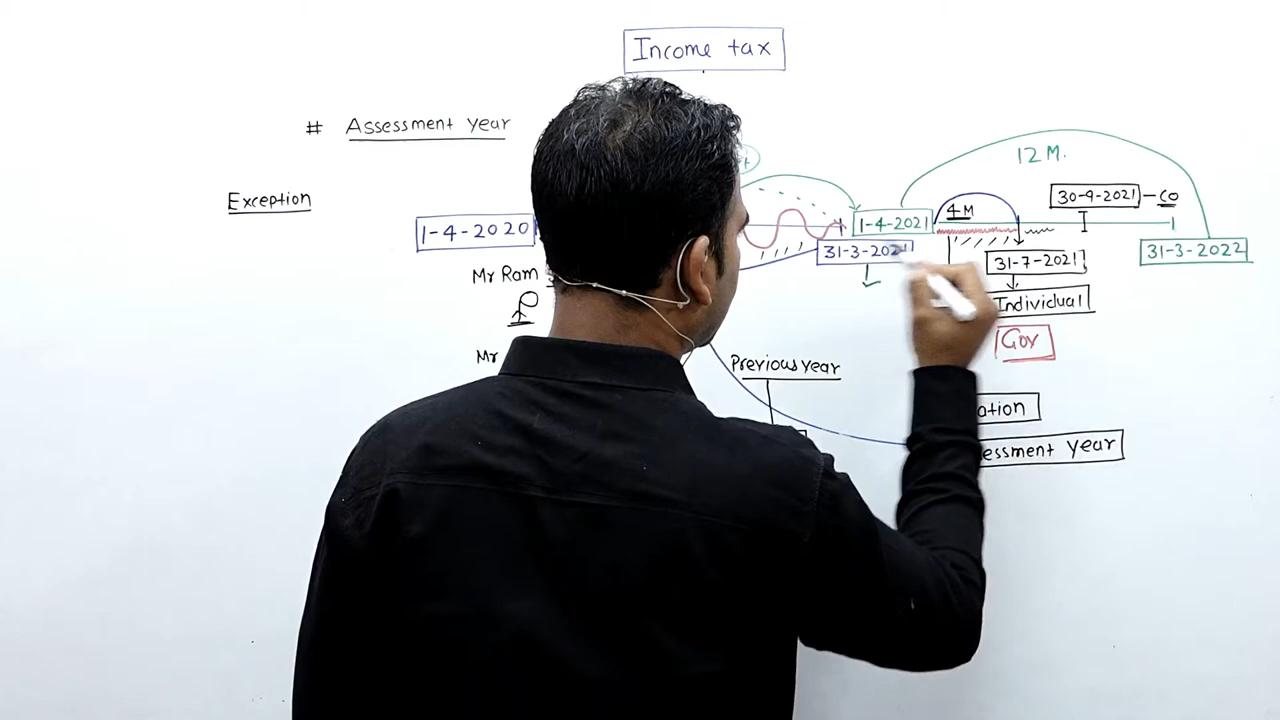 Income tax
# Assessment year
12 M.
Exception
30-9-2021 - CO
4 M
1-4-2020
1-4-2021
31-3-2021
31-7-2021
31-3-2022
Mr Ram
Individual
Gov
Mr
Previous year
ation
essment year